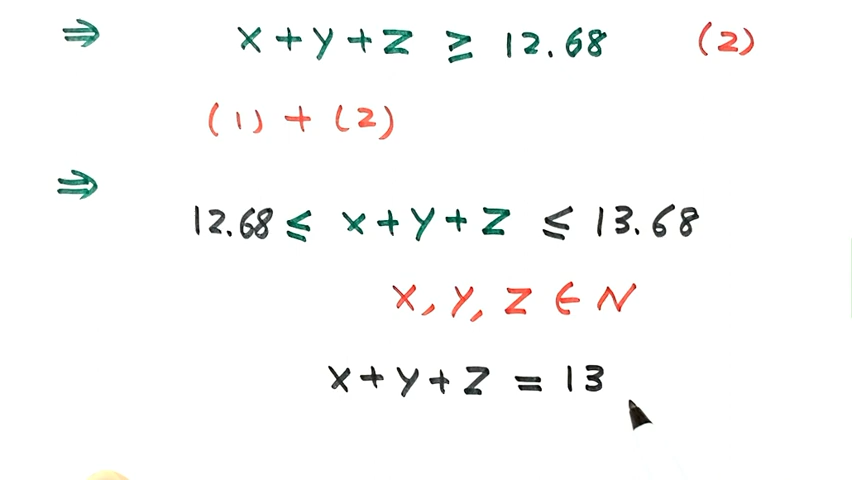 ⇒ x + y + z ≥ 12.68 (2)
(1) + (2)
⇒
12.68 ≤ x + y + z ≤ 13.68
x, y, z ∈ N
x + y + z = 13